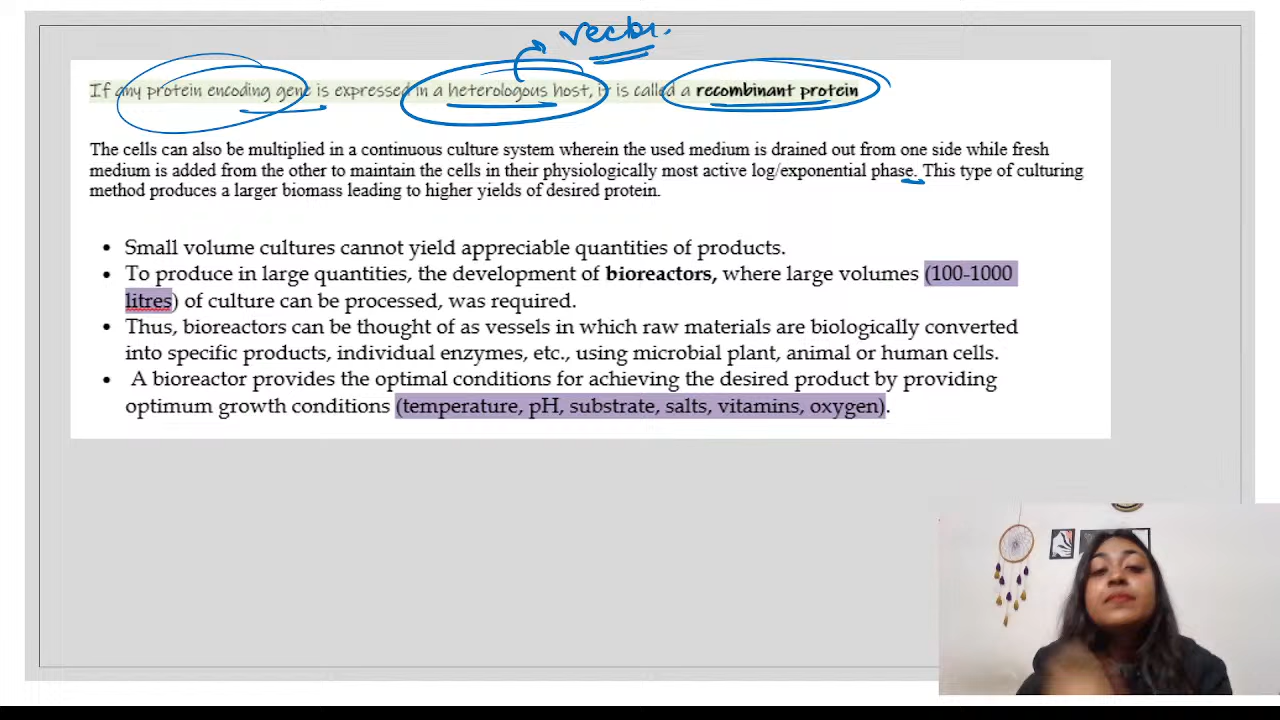 vector.
If any protein encoding gene is expressed in a heterologous host, it is called a recombinant protein
The cells can also be multiplied in a continuous culture system wherein the used medium is drained out from one side while fresh
medium is added from the other to maintain the cells in their physiologically most active log/exponential phase. This type of culturing
method produces a larger biomass leading to higher yields of desired protein.
• Small volume cultures cannot yield appreciable quantities of products.
• To produce in large quantities, the development of bioreactors, where large volumes (100-1000
litres) of culture can be processed, was required.
• Thus, bioreactors can be thought of as vessels in which raw materials are biologically converted
into specific products, individual enzymes, etc., using microbial plant, animal or human cells.
• A bioreactor provides the optimal conditions for achieving the desired product by providing
optimum growth conditions (temperature, pH, substrate, salts, vitamins, oxygen).